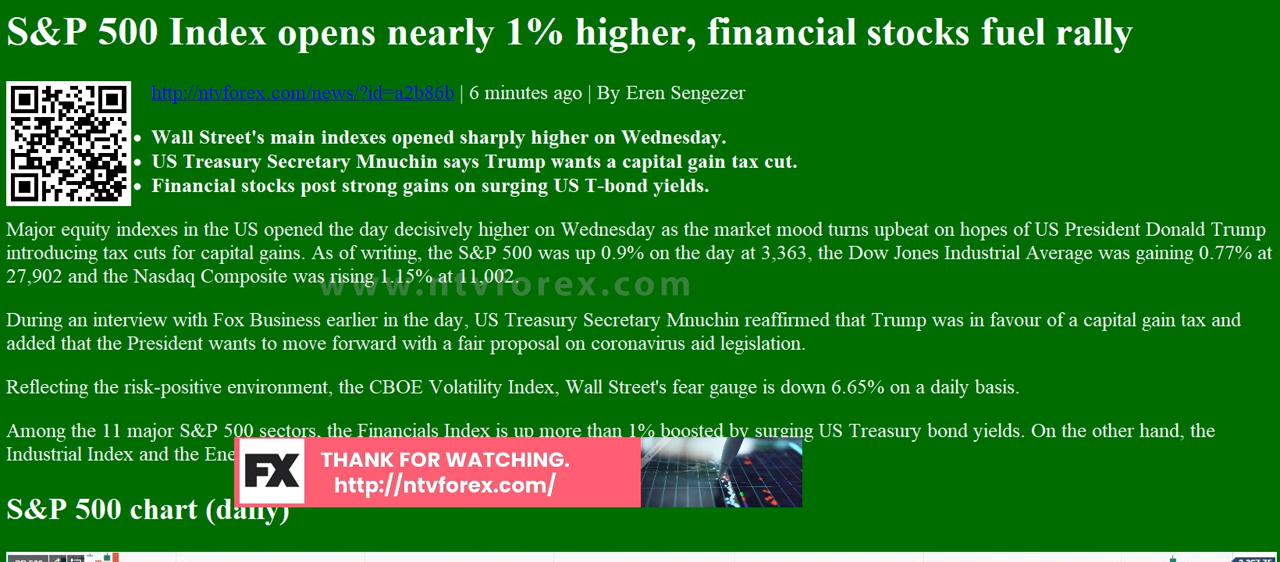 S&P 500 Index opens nearly 1% higher, financial stocks fuel rally
http://ntvforex.com/news/?id=a2b86b | 6 minutes ago | By Eren Sengezer
Wall Street's main indexes opened sharply higher on Wednesday.
US Treasury Secretary Mnuchin says Trump wants a capital gain tax cut.
Financial stocks post strong gains on surging US T-bond yields.
Major equity indexes in the US opened the day decisively higher on Wednesday as the market mood turns upbeat on hopes of US President Donald Trump
introducing tax cuts for capital gains. As of writing, the S&P 500 was up 0.9% on the day at 3,363, the Dow Jones Industrial Average was gaining 0.77% at
27,902 and the Nasdaq Composite was rising 1.15% at 11,002.
www.ntvforex.com
During an interview with Fox Business earlier in the day, US Treasury Secretary Mnuchin reaffirmed that Trump was in favour of a capital gain tax and
added that the President wants to move forward with a fair proposal on coronavirus aid legislation.
Reflecting the risk-positive environment, the CBOE Volatility Index, Wall Street's fear gauge is down 6.65% on a daily basis.
Among the 11 major S&P 500 sectors, the Financials Index is up more than 1% boosted by surging US Treasury bond yields. On the other hand, the
Industrial Index and the Ene
FX
THANK FOR WATCHING.
http://ntvforex.com/
S&P 500 chart (daily)